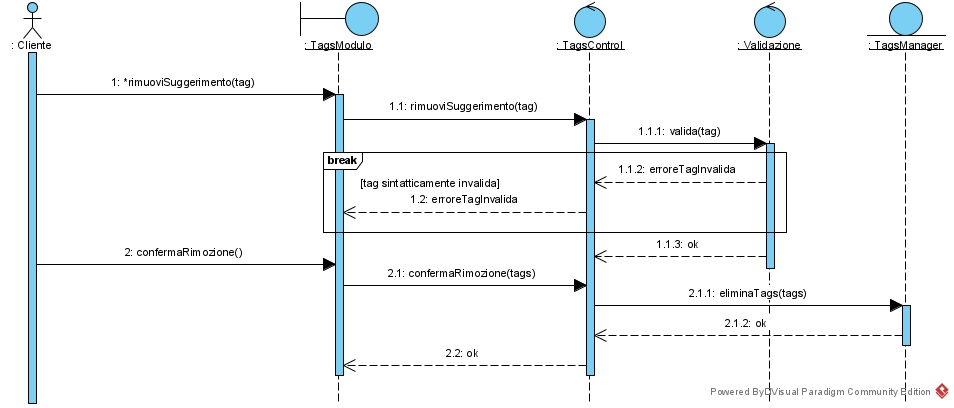 : Cliente
: TagsModulo
: TagsControl
: Validazione
: TagsManager
1: *rimuoviSuggerimento(tag)
1.1: rimuoviSuggerimento(tag)
1.1.1: valida(tag)
break
1.1.2: erroreTagInvalida
[tag sintatticamente invalida]
1.2: erroreTagInvalida
1.1.3: ok
2: confermaRimozione()
2.1: confermaRimozione(tags)
2.1.1: eliminaTags(tags)
2.1.2: ok
2.2: ok
Powered By Visual Paradigm Community Edition